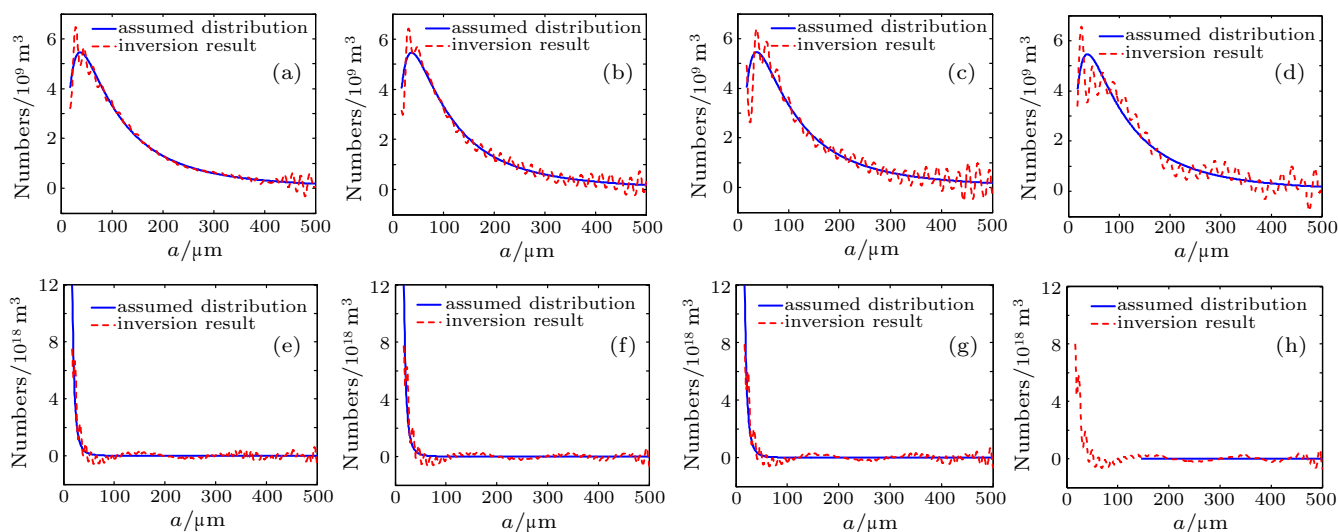 6
4
2
0
Numbers/10⁹ m³
assumed distribution
inversion result
(a)
0 100 200 300 400 500
a/µm
6
4
2
0
Numbers/10⁹ m³
assumed distribution
inversion result
(b)
0 100 200 300 400 500
a/µm
6
4
2
0
Numbers/10⁹ m³
assumed distribution
inversion result
(c)
0 100 200 300 400 500
a/µm
6
4
2
0
Numbers/10⁹ m³
assumed distribution
inversion result
(d)
0 100 200 300 400 500
a/µm
12
8
4
0
Numbers/10¹⁸ m³
assumed distribution
inversion result
(e)
0 100 200 300 400 500
a/µm
12
8
4
0
Numbers/10¹⁸ m³
assumed distribution
inversion result
(f)
0 100 200 300 400 500
a/µm
12
8
4
0
Numbers/10¹⁸ m³
assumed distribution
inversion result
(g)
0 100 200 300 400 500
a/µm
12
8
4
0
Numbers/10¹⁸ m³
assumed distribution
inversion result
(h)
0 100 200 300 400 500
a/µm